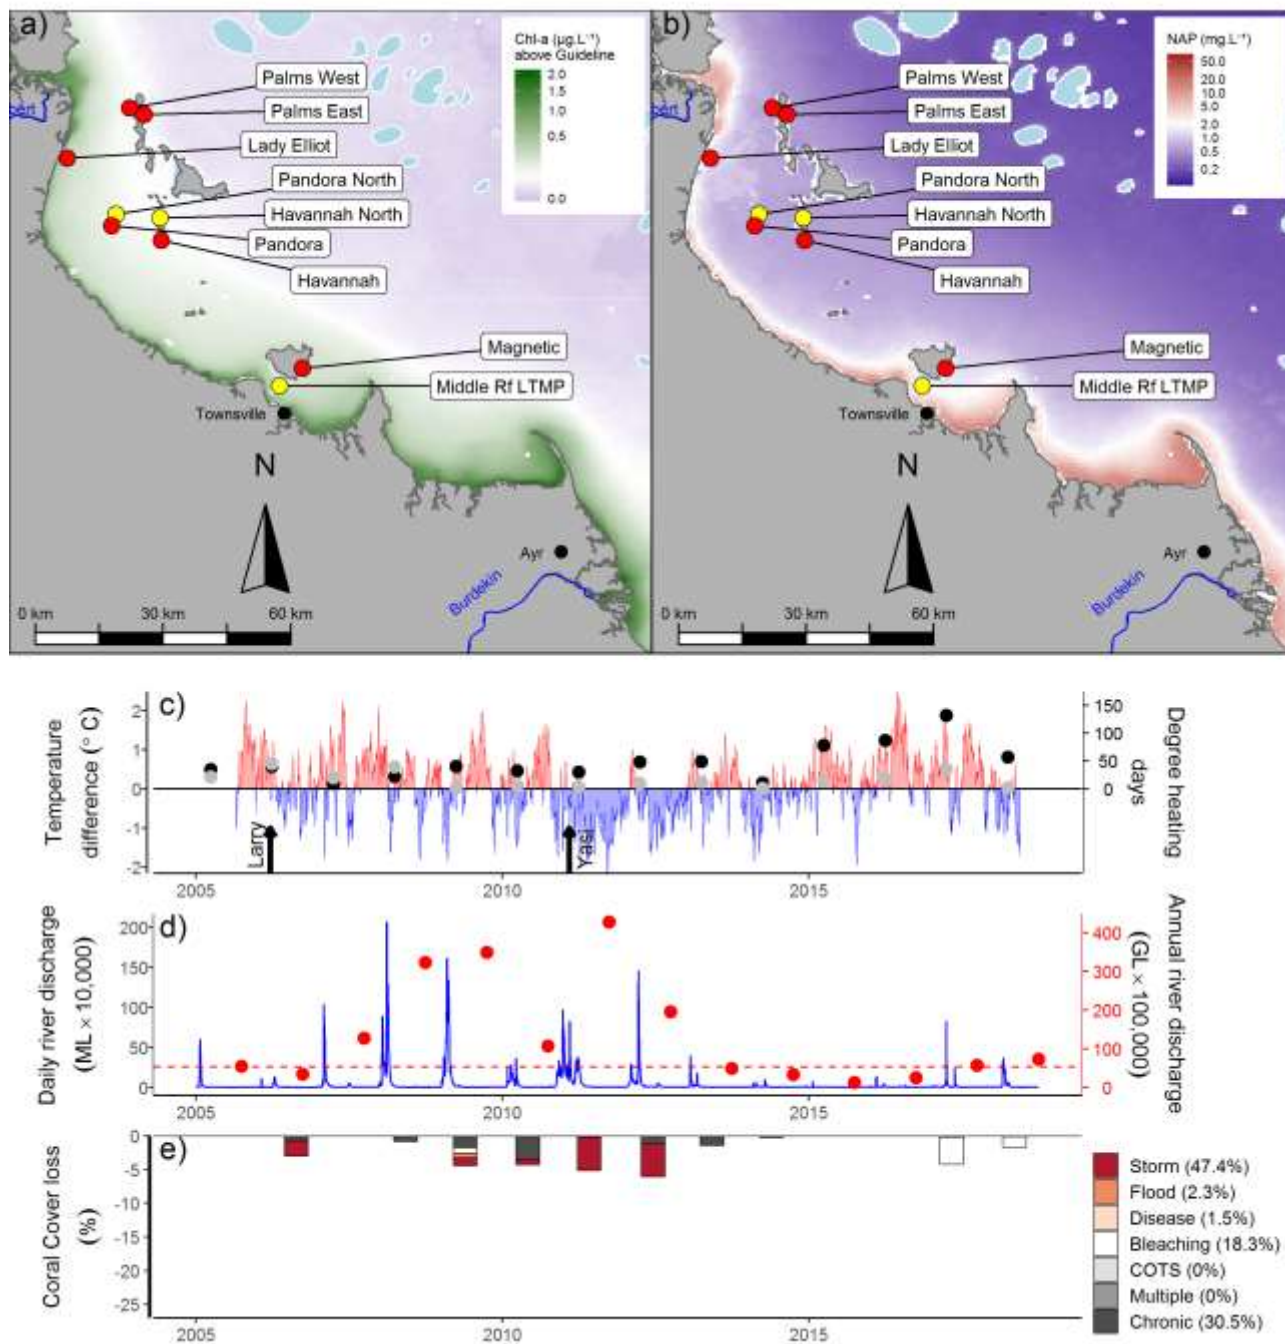 a)
Chl-a (µg.L⁻¹)
above Guideline
2.0
1.5
1.0
0.5
0.0
Palms West
Palms East
Lady Elliot
Pandora North
Havannah North
Pandora
Havannah
Magnetic
Middle Rf LTMP
Townsville
N
Ayr
Burdekin
0 km
30 km
60 km
b)
NAP (mg.L⁻¹)
50.0
20.0
10.0
5.0
2.0
1.0
0.5
0.2
Palms West
Palms East
Lady Elliot
Pandora North
Havannah North
Pandora
Havannah
Magnetic
Middle Rf LTMP
Townsville
N
Ayr
Burdekin
0 km
30 km
60 km
c)
Temperature
difference (° C)
2
1
0
-1
-2
Larry
Yasi
150
100
50
0
Degree heating
days
2005
2010
2015
d)
Daily river discharge
(ML × 10,000)
200
150
100
50
0
400
300
200
100
0
Annual river discharge
(GL × 100,000)
2005
2010
2015
e)
Coral Cover loss
(%)
0
-5
-10
-15
-20
-25
2005
2010
2015
Storm (47.4%)
Flood (2.3%)
Disease (1.5%)
Bleaching (18.3%)
COTS (0%)
Multiple (0%)
Chronic (30.5%)